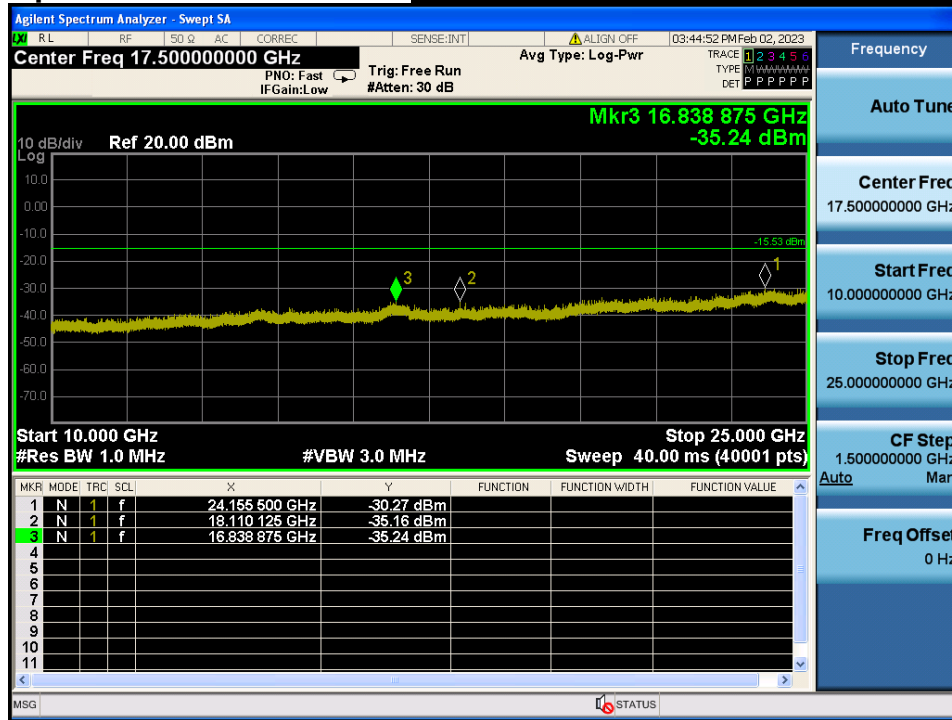 Agilent Spectrum Analyzer - Swept SA
LXI RL RF 50 Ω AC CORREC SENSE:INT ALIGN OFF 03:44:52 PM Feb 02, 2023
Center Freq 17.500000000 GHz
PNO: Fast
IFGain:Low
Trig: Free Run
#Atten: 30 dB
Avg Type: Log-Pwr
TRACE 1 2 3 4 5 6
TYPE M WWWWW
DET P P P P P P
Mkr3 16.838 875 GHz
-35.24 dBm
10 dB/div Ref 20.00 dBm
Log
10.0
0.00
-10.0
-15.53 dBm
-20.0
-30.0
-40.0
-50.0
-60.0
-70.0
3
2
1
Start 10.000 GHz Stop 25.000 GHz
#Res BW 1.0 MHz #VBW 3.0 MHz Sweep 40.00 ms (40001 pts)
MKR MODE TRC SCL X Y FUNCTION FUNCTION WIDTH FUNCTION VALUE
1 N 1 f 24.155 500 GHz -30.27 dBm
2 N 1 f 18.110 125 GHz -35.16 dBm
3 N 1 f 16.838 875 GHz -35.24 dBm
4
5
6
7
8
9
10
11
MSG STATUS
Frequency
Auto Tune
Center Freq
17.500000000 GHz
Start Freq
10.000000000 GHz
Stop Freq
25.000000000 GHz
CF Step
1.500000000 GHz
Auto Man
Freq Offset
0 Hz